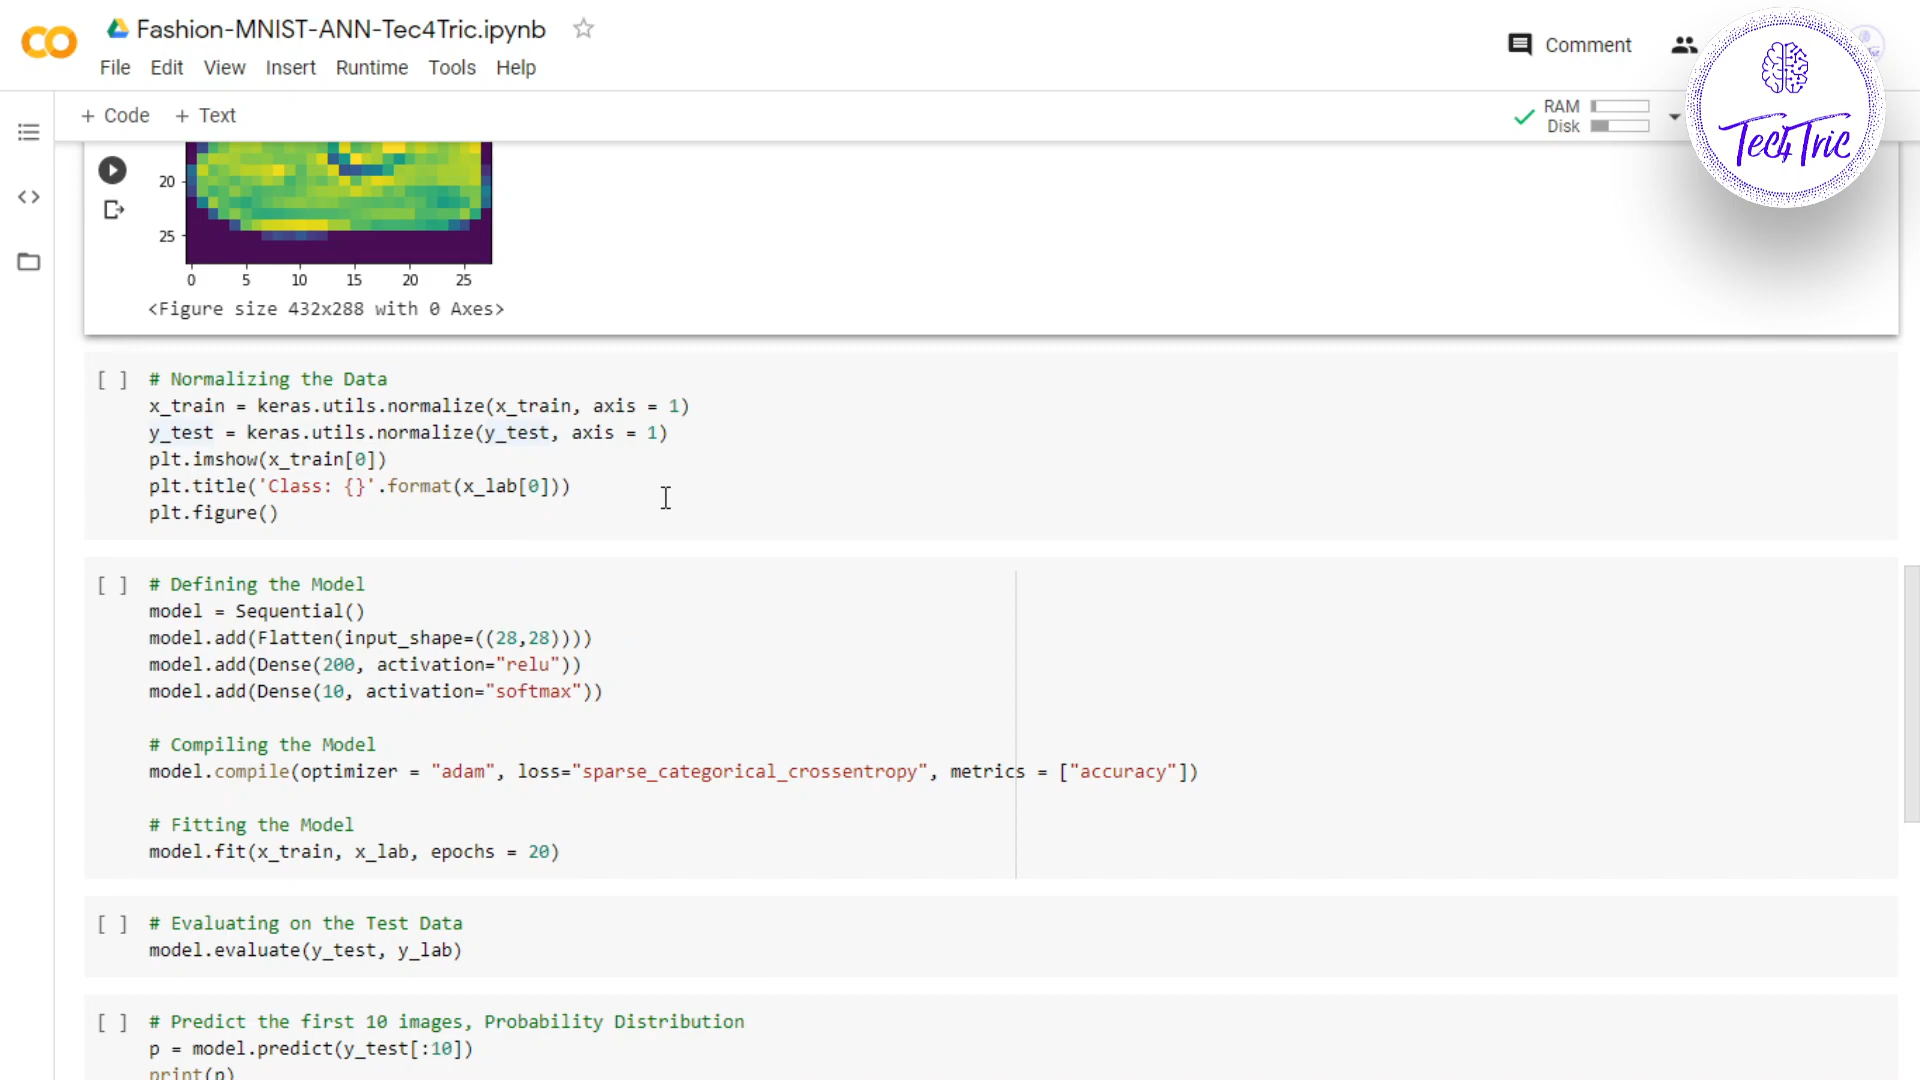 Fashion-MNIST-ANN-Tec4Tric.ipynb
File Edit View Insert Runtime Tools Help
Comment
+ Code + Text
RAM
Disk
Tec4Tric
20
25
0 5 10 15 20 25
<Figure size 432x288 with 0 Axes>
[ ] # Normalizing the Data
x_train = keras.utils.normalize(x_train, axis = 1)
y_test = keras.utils.normalize(y_test, axis = 1)
plt.imshow(x_train[0])
plt.title('Class: {}'.format(x_lab[0]))
plt.figure()
[ ] # Defining the Model
model = Sequential()
model.add(Flatten(input_shape=((28,28))))
model.add(Dense(200, activation="relu"))
model.add(Dense(10, activation="softmax"))
# Compiling the Model
model.compile(optimizer = "adam", loss="sparse_categorical_crossentropy", metrics = ["accuracy"])
# Fitting the Model
model.fit(x_train, x_lab, epochs = 20)
[ ] # Evaluating on the Test Data
model.evaluate(y_test, y_lab)
[ ] # Predict the first 10 images, Probability Distribution
p = model.predict(y_test[:10])
print(p)